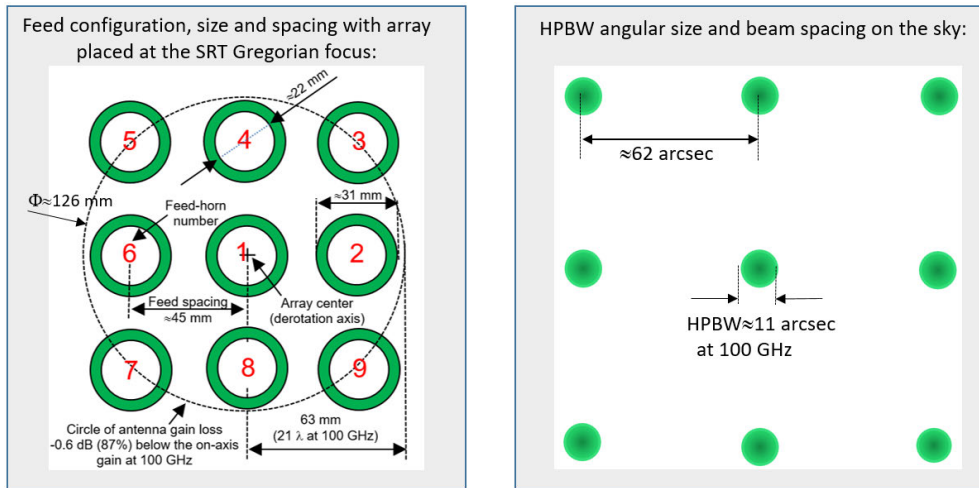 Feed configuration, size and spacing with array
placed at the SRT Gregorian focus:
≈22 mm
5
4
3
Φ≈126 mm
Feed-horn
number
≈31 mm
6
1
2
Feed spacing
≈45 mm
Array center
(derotation axis)
7
8
9
Circle of antenna gain loss
-0.6 dB (87%) below the on-axis
gain at 100 GHz
63 mm
(21 λ at 100 GHz)
HPBW angular size and beam spacing on the sky:
≈62 arcsec
HPBW≈11 arcsec
at 100 GHz